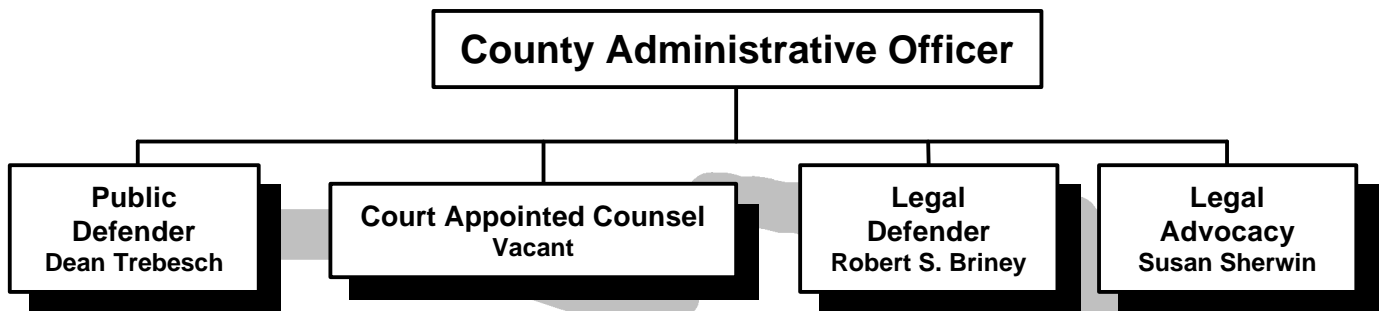 County Administrative Officer
Public
Defender
Dean Trebesch
Court Appointed Counsel
Vacant
Legal
Defender
Robert S. Briney
Legal
Advocacy
Susan Sherwin